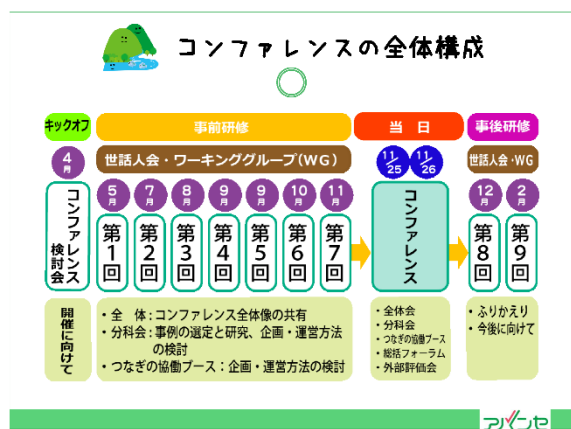 コンファレンスの全体構成
キックオフ
事前研修
当 日
事後研修
4月
世話人会・ワーキンググループ(WG)
11/25
11/26
世話人会・WG
5月
7月
8月
9月
9月
10月
11月
12月
2月
コンファレンス検討会
第1回
第2回
第3回
第4回
第5回
第6回
第7回
コンファレンス
第8回
第9回
開催に向けて
・全 体:コンファレンス全体像の共有
・分科会:事例の選定と研究、企画・運営方法
の検討
・つなぎの協働ブース:企画・運営方法の検討
・全体会
・分科会
・つなぎの協働ブース
・総括フォーラム
・外部評価会
・ふりかえり
・今後に向けて
アバンセ